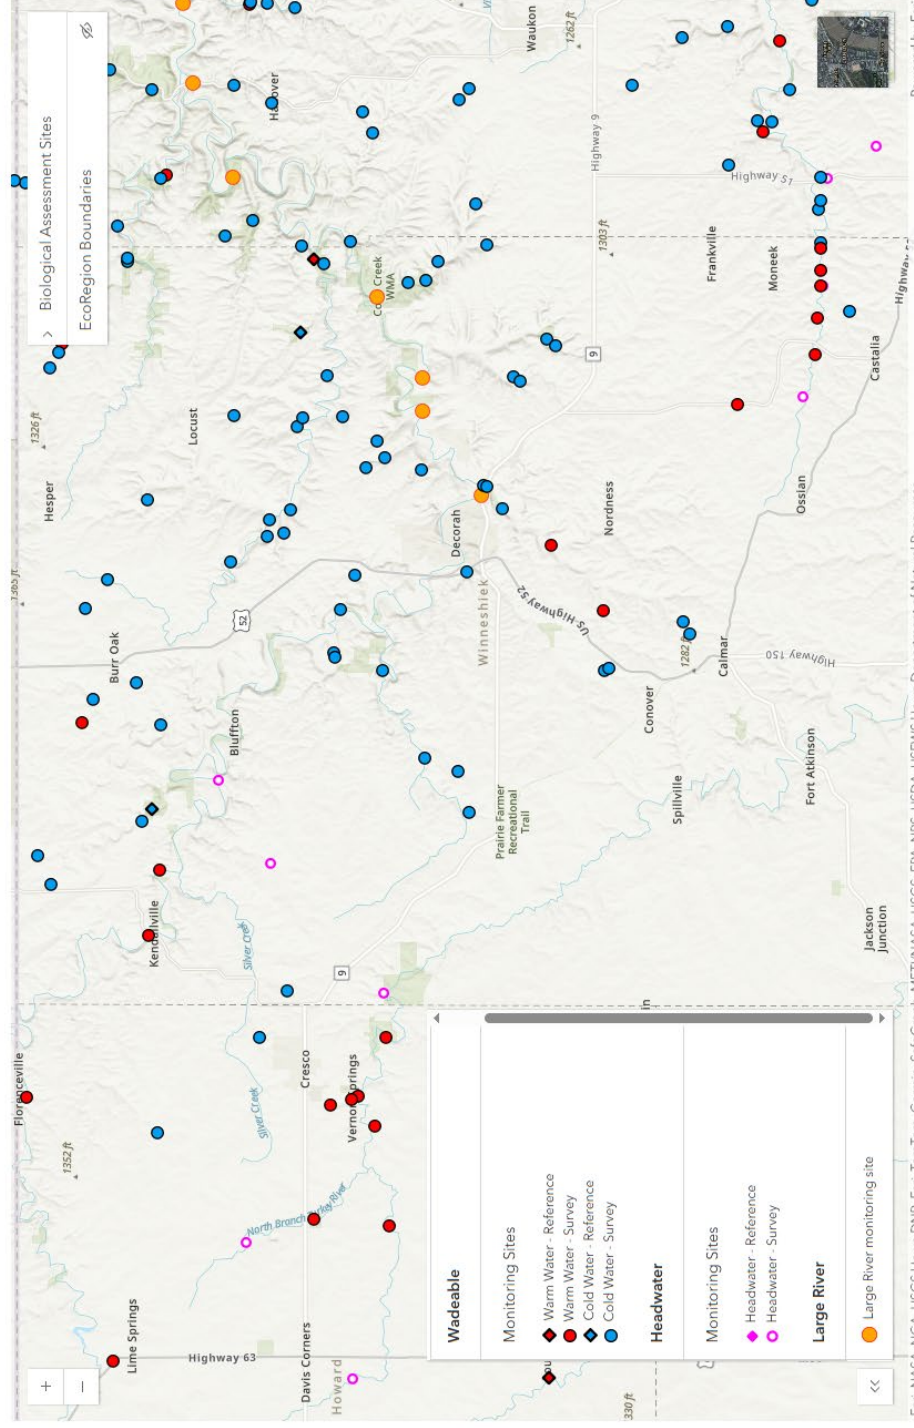 Biological Assessment Sites
EcoRegion Boundaries
Wadeable
Monitoring Sites
Warm Water - Reference
Warm Water - Survey
Cold Water - Reference
Cold Water - Survey
Headwater
Monitoring Sites
Headwater - Reference
Headwater - Survey
Large River
Large River monitoring site
Florenceville
1352 ft
Lime Springs
Highway 63
Davis Corners
Howard
North Branch Turkey River
Silver Creek
Silver Creek
Cresco
Vernon Springs
9
Kendallville
Bluffton
Burr Oak
52
1365 ft
Hesper
1326 ft
Locust
Hanover
Waukon
1262 ft
Highway 9
Highway 51
1303 ft
Frankville
Moneek
Castalia
9
Creek
WMA
Decorah
Winneshiek
US Highway 52
Nordness
Ossian
Calmar
1282 ft
Highway 150
Conover
Spillville
Fort Atkinson
Prairie Farmer
Recreational
Trail
Jackson
Junction
330 ft
+
−